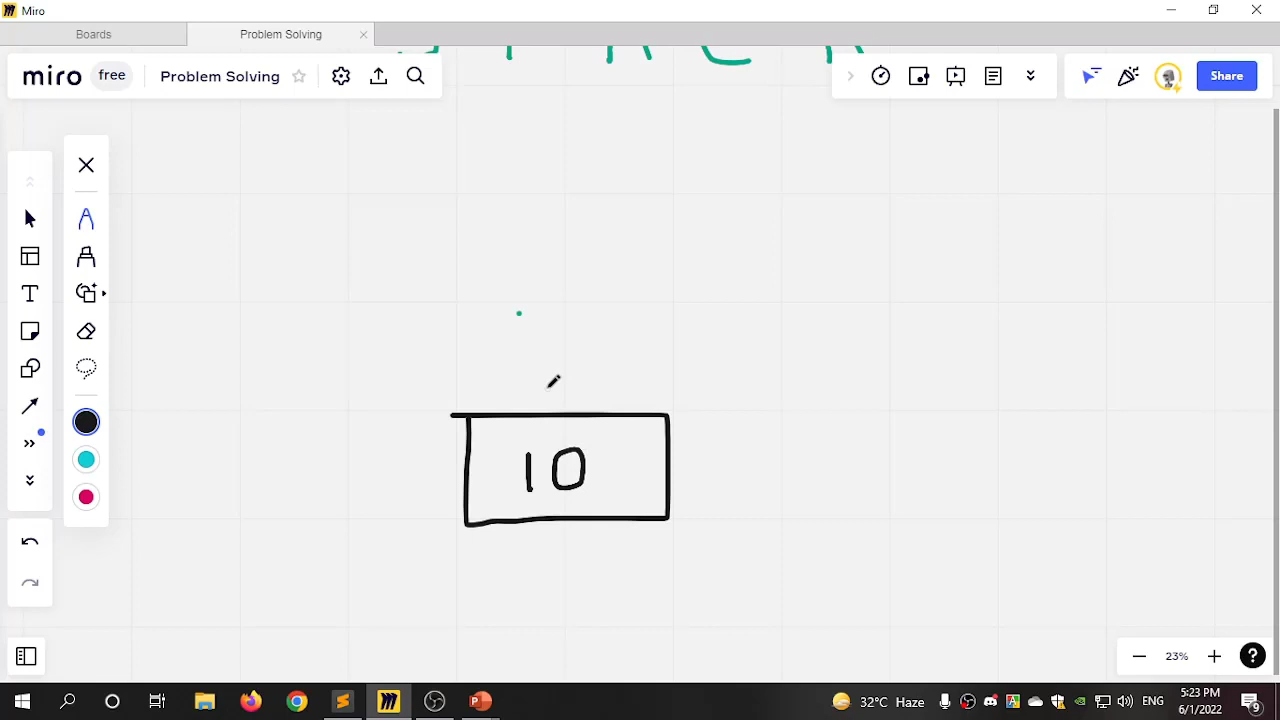 Miro
Boards
Problem Solving
miro
free
Problem Solving
Share
10
23%
32°C Haze
ENG
5:23 PM
6/1/2022
9